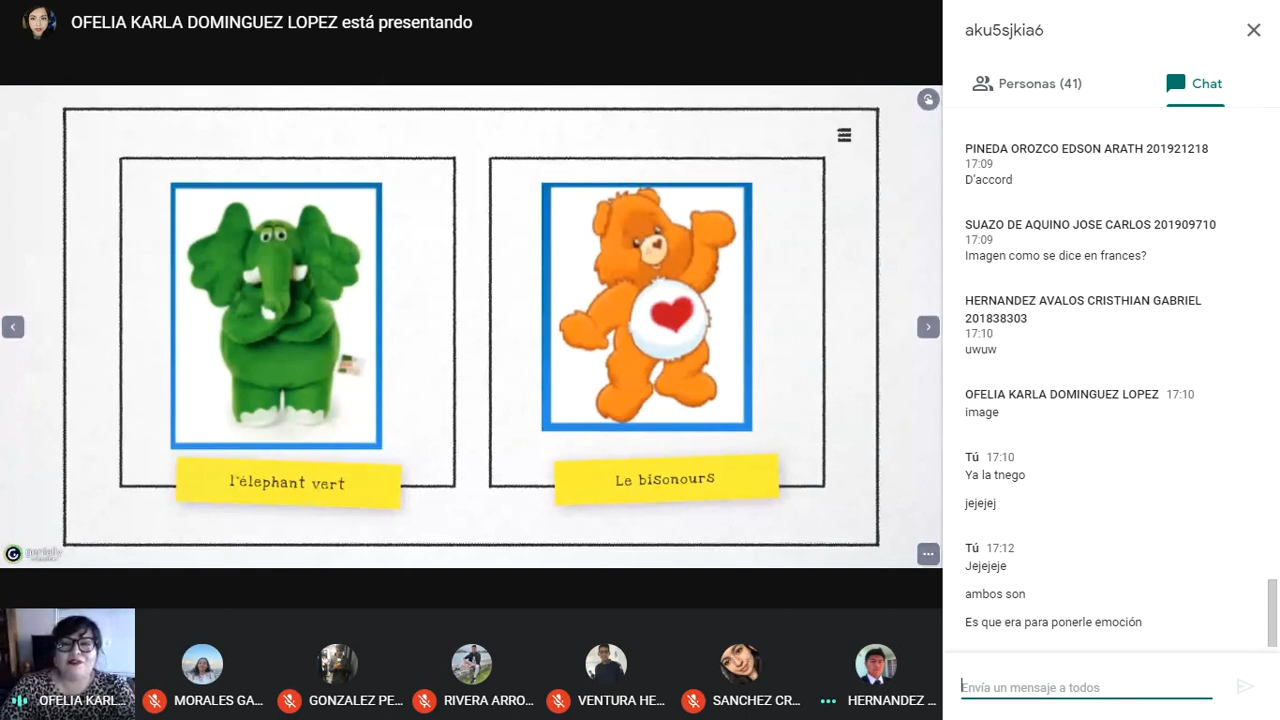 OFELIA KARLA DOMINGUEZ LOPEZ está presentando
l'élephant vert
Le bisonours
genially
OFELIA KARL...
MORALES GA...
GONZALEZ PE...
RIVERA ARRO...
VENTURA HE...
SANCHEZ CR...
HERNANDEZ ...
aku5sjkia6
Personas (41)
Chat
PINEDA OROZCO EDSON ARATH 201921218
17:09
D'accord
SUAZO DE AQUINO JOSE CARLOS 201909710
17:09
Imagen como se dice en frances?
HERNANDEZ AVALOS CRISTHIAN GABRIEL
201838303
17:10
uwuw
OFELIA KARLA DOMINGUEZ LOPEZ 17:10
image
Tú 17:10
Ya la tnego
jejejej
Tú 17:12
Jejejeje
ambos son
Es que era para ponerle emoción
Envía un mensaje a todos